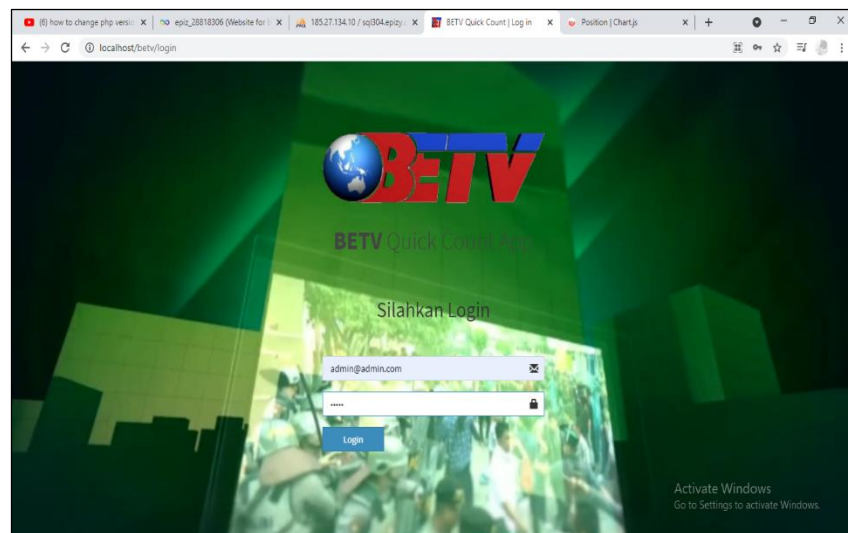 (6) how to change php versio
epiz_28818306 (Website for
185.27.134.10 / sql304.epizy.
BETV Quick Count | Log in
Position | Chart.js
localhost/betv/login
BETV
BETV Quick Count App
Silahkan Login
admin@admin.com
•••••
Login
Activate Windows
Go to Settings to activate Windows.